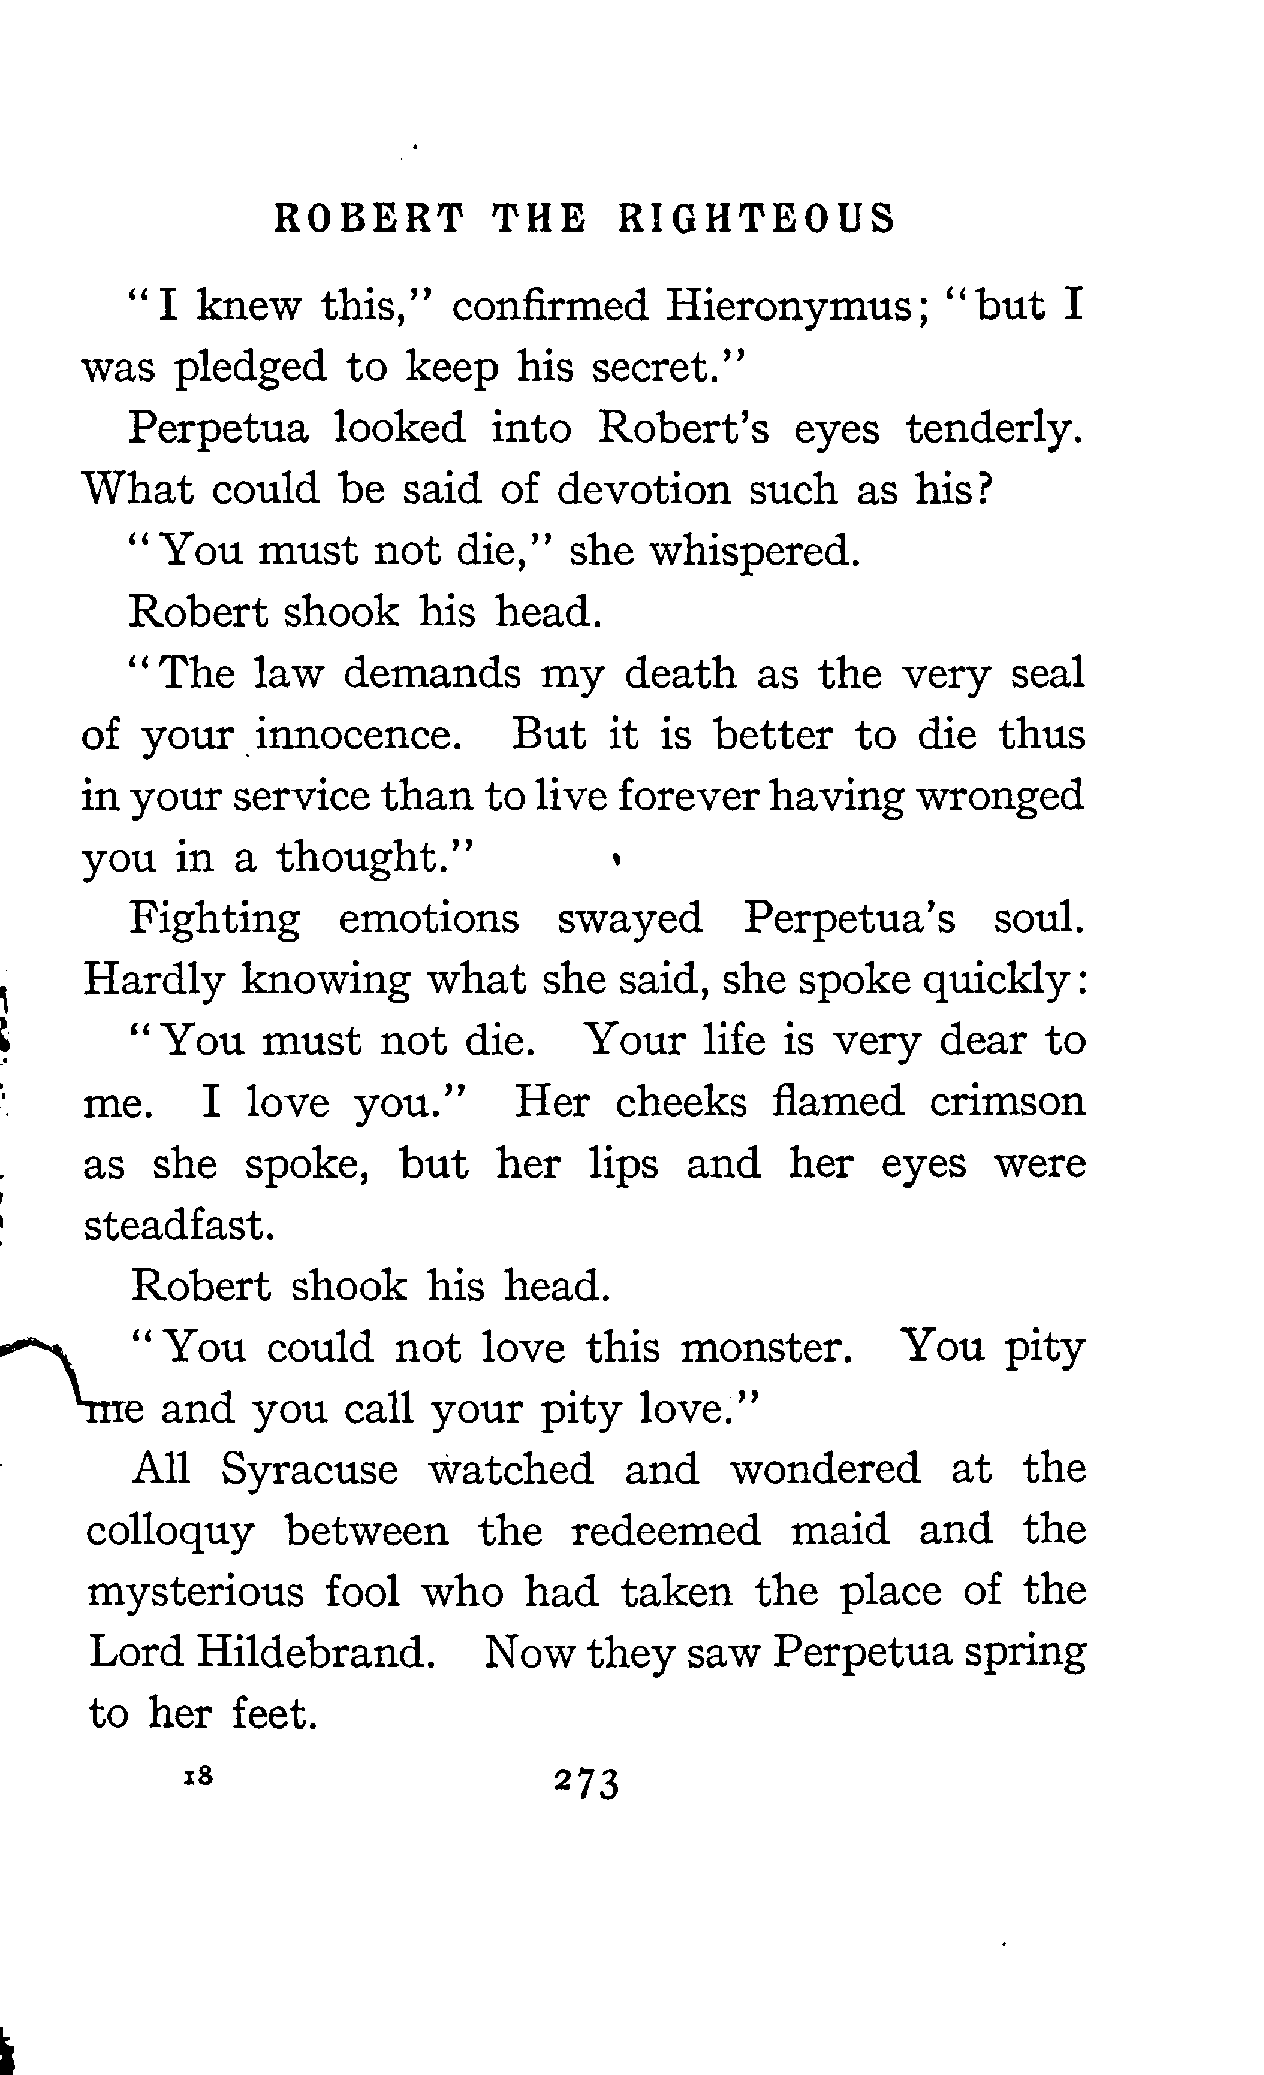 ROBERT THE RIGHTEOUS
"I knew this," confirmed Hieronymus; "but I
was pledged to keep his secret."
Perpetua looked into Robert's eyes tenderly.
What could be said of devotion such as his?
"You must not die," she whispered.
Robert shook his head.
"The law demands my death as the very seal
of your innocence. But it is better to die thus
in your service than to live forever having wronged
you in a thought."
Fighting emotions swayed Perpetua's soul.
Hardly knowing what she said, she spoke quickly:
"You must not die. Your life is very dear to
me. I love you." Her cheeks flamed crimson
as she spoke, but her lips and her eyes were
steadfast.
Robert shook his head.
"You could not love this monster. You pity
me and you call your pity love."
All Syracuse watched and wondered at the
colloquy between the redeemed maid and the
mysterious fool who had taken the place of the
Lord Hildebrand. Now they saw Perpetua spring
to her feet.
18 273